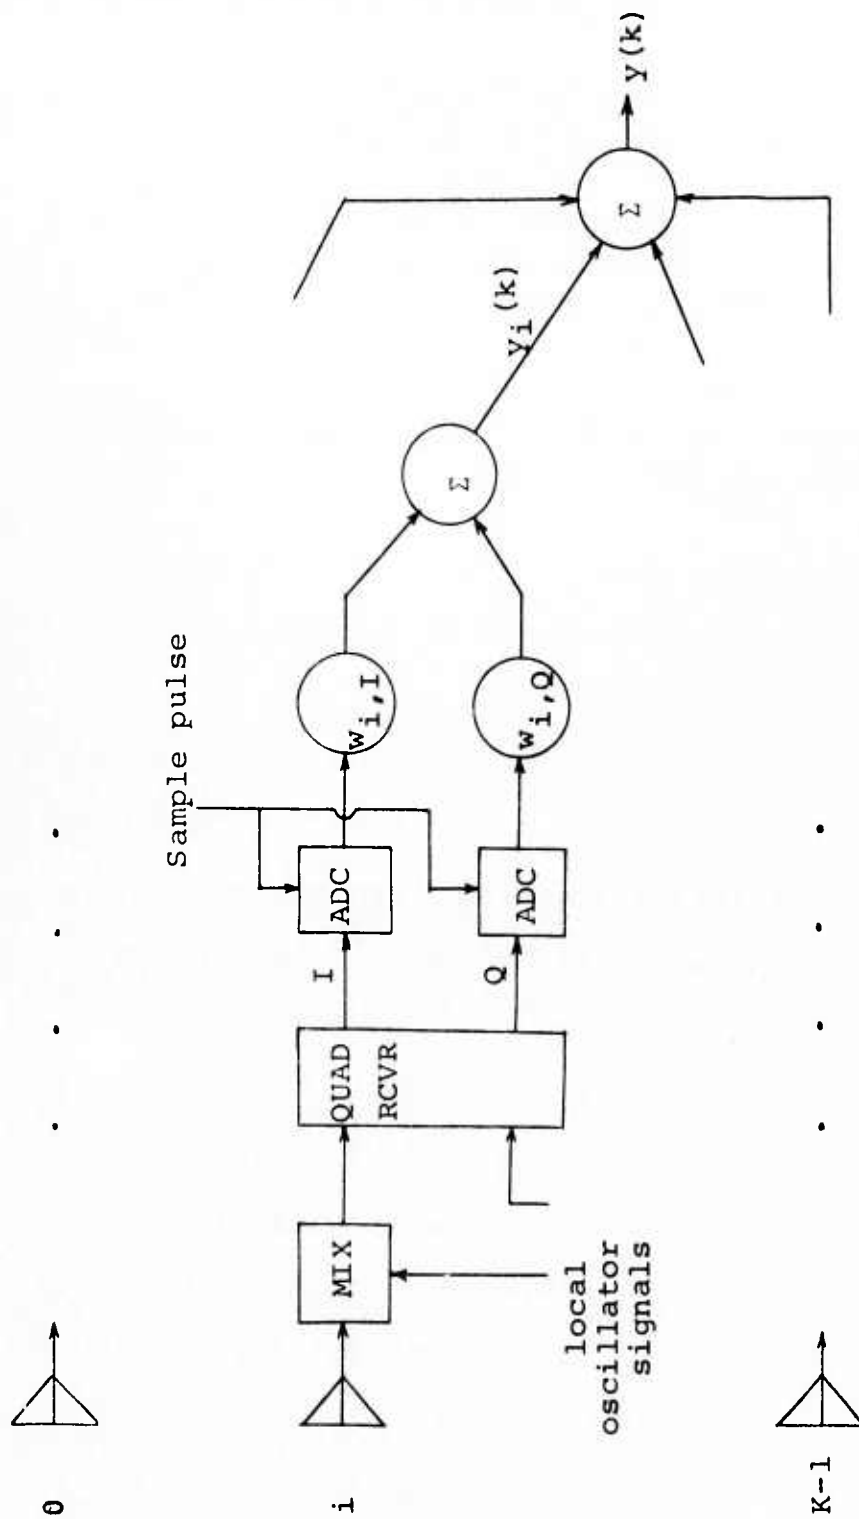 0
i
K-1
MIX
local
oscillator
signals
QUAD
RCVR
I
Q
ADC
ADC
Sample pulse
w_i,I
w_i,Q
Σ
y_i(k)
Σ
y(k)